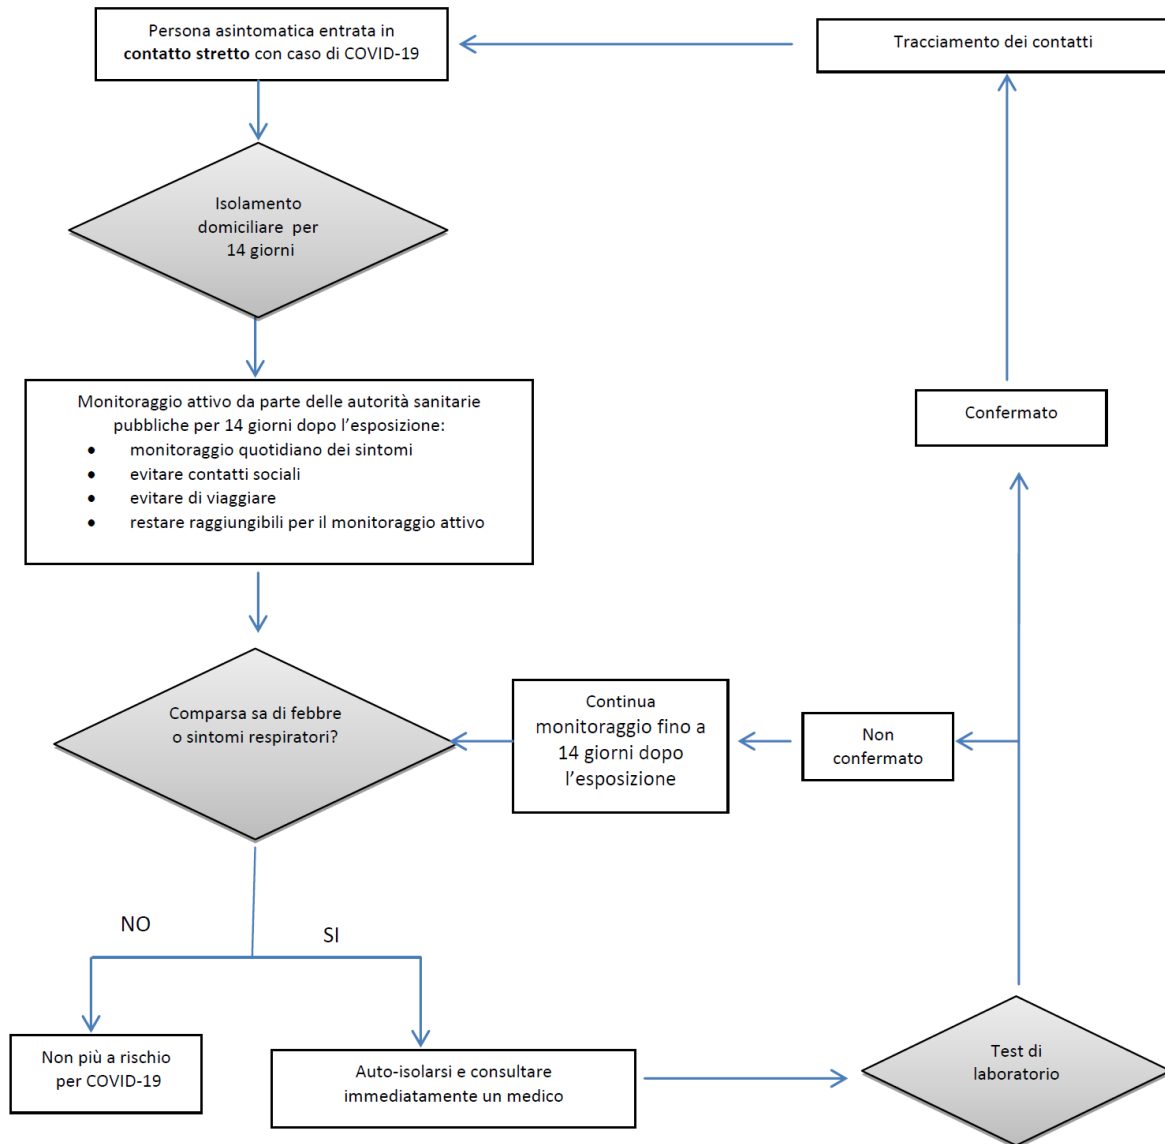 Persona asintomatica entrata in
contatto stretto con caso di COVID-19
Tracciamento dei contatti
Isolamento
domiciliare per
14 giorni
Monitoraggio attivo da parte delle autorità sanitarie
pubbliche per 14 giorni dopo l'esposizione:
• monitoraggio quotidiano dei sintomi
• evitare contatti sociali
• evitare di viaggiare
• restare raggiungibili per il monitoraggio attivo
Confermato
Comparsa sa di febbre
o sintomi respiratori?
Continua
monitoraggio fino a
14 giorni dopo
l'esposizione
Non
confermato
NO
SI
Non più a rischio
per COVID-19
Auto-isolarsi e consultare
immediatamente un medico
Test di
laboratorio